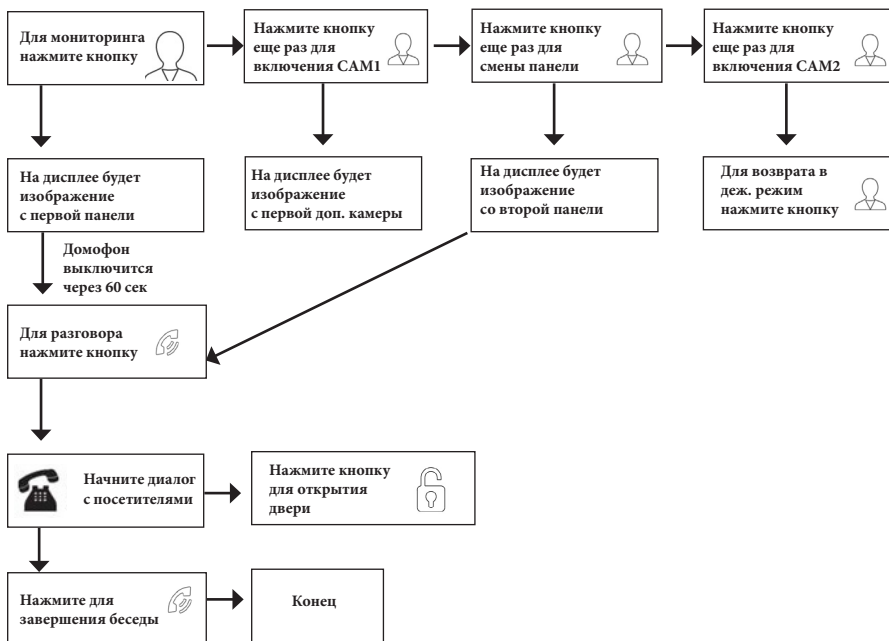 Для мониторинга
нажмите кнопку
Нажмите кнопку
еще раз для
включения CAM1
Нажмите кнопку
еще раз для
смены панели
Нажмите кнопку
еще раз для
включения CAM2
На дисплее будет
изображение
с первой панели
На дисплее будет
изображение
с первой доп. камеры
На дисплее будет
изображение
со второй панели
Для возврата в
деж. режим
нажмите кнопку
Домофон
выключится
через 60 сек
Для разговора
нажмите кнопку
Начните диалог
с посетителями
Нажмите кнопку
для открытия
двери
Нажмите для
завершения беседы
Конец